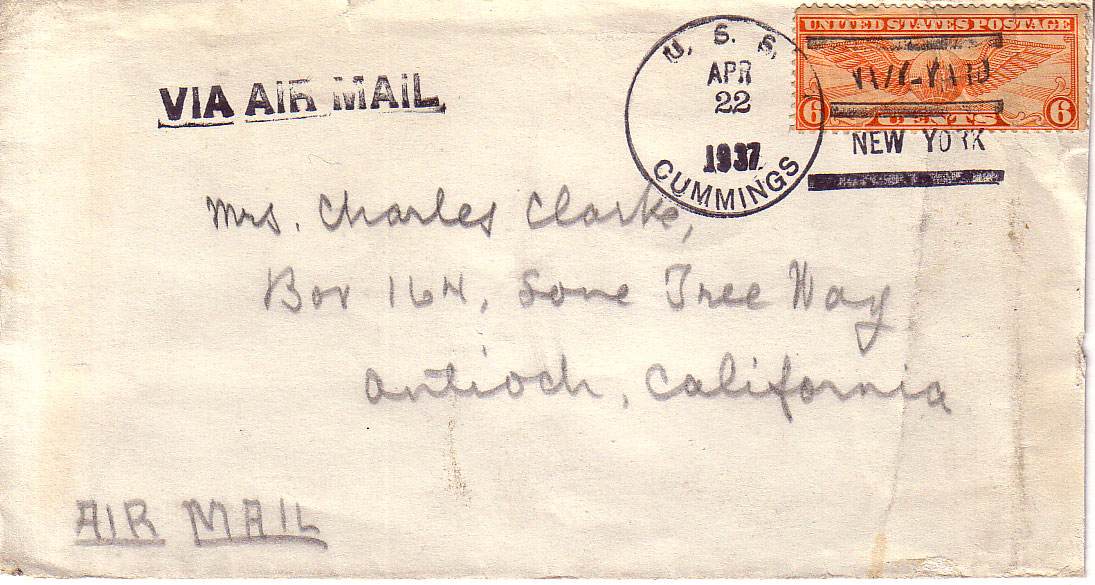 UNITED STATES POSTAGE
6 CENTS 6
U. S. S.
APR
22
1937
CUMMINGS
NEW YORK
VIA AIR MAIL
Mrs. Charles Clarke,
Box 164, Lone Tree Way
Antioch, California
AIR MAIL